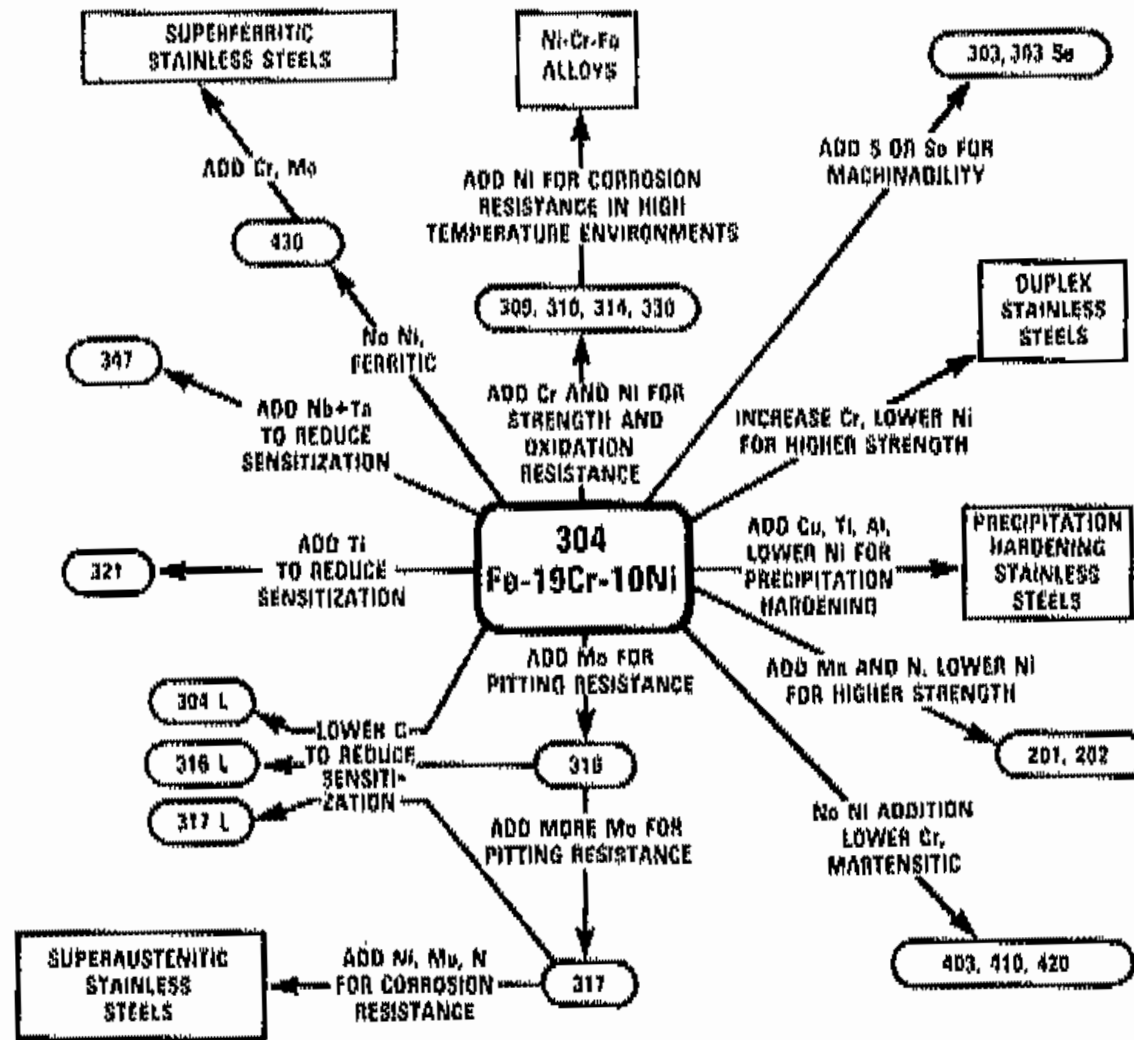 SUPERFERRITIC
STAINLESS STEELS
Ni-Cr-Fe
ALLOYS
303, 303 Se
ADD Cr, Mo
ADD Ni FOR CORROSION
RESISTANCE IN HIGH
TEMPERATURE ENVIRONMENTS
ADD S OR Se FOR
MACHINABILITY
430
309, 310, 314, 330
DUPLEX
STAINLESS
STEELS
No Ni,
FERRITIC
347
ADD Nb+Ta
TO REDUCE
SENSITIZATION
ADD Cr AND Ni FOR
STRENGTH AND
OXIDATION
RESISTANCE
INCREASE Cr, LOWER Ni
FOR HIGHER STRENGTH
321
ADD Ti
TO REDUCE
SENSITIZATION
304
Fe-19Cr-10Ni
ADD Cu, Ti, Al,
LOWER Ni FOR
PRECIPITATION
HARDENING
PRECIPITATION
HARDENING
STAINLESS
STEELS
ADD Mo FOR
PITTING RESISTANCE
ADD Mn AND N, LOWER Ni
FOR HIGHER STRENGTH
304 L
316 L
317 L
LOWER C
TO REDUCE
SENSITI-
ZATION
316
201, 202
ADD MORE Mo FOR
PITTING RESISTANCE
No Ni ADDITION
LOWER Cr,
MARTENSITIC
SUPERAUSTENITIC
STAINLESS
STEELS
ADD Ni, Mo, N
FOR CORROSION
RESISTANCE
317
403, 410, 420